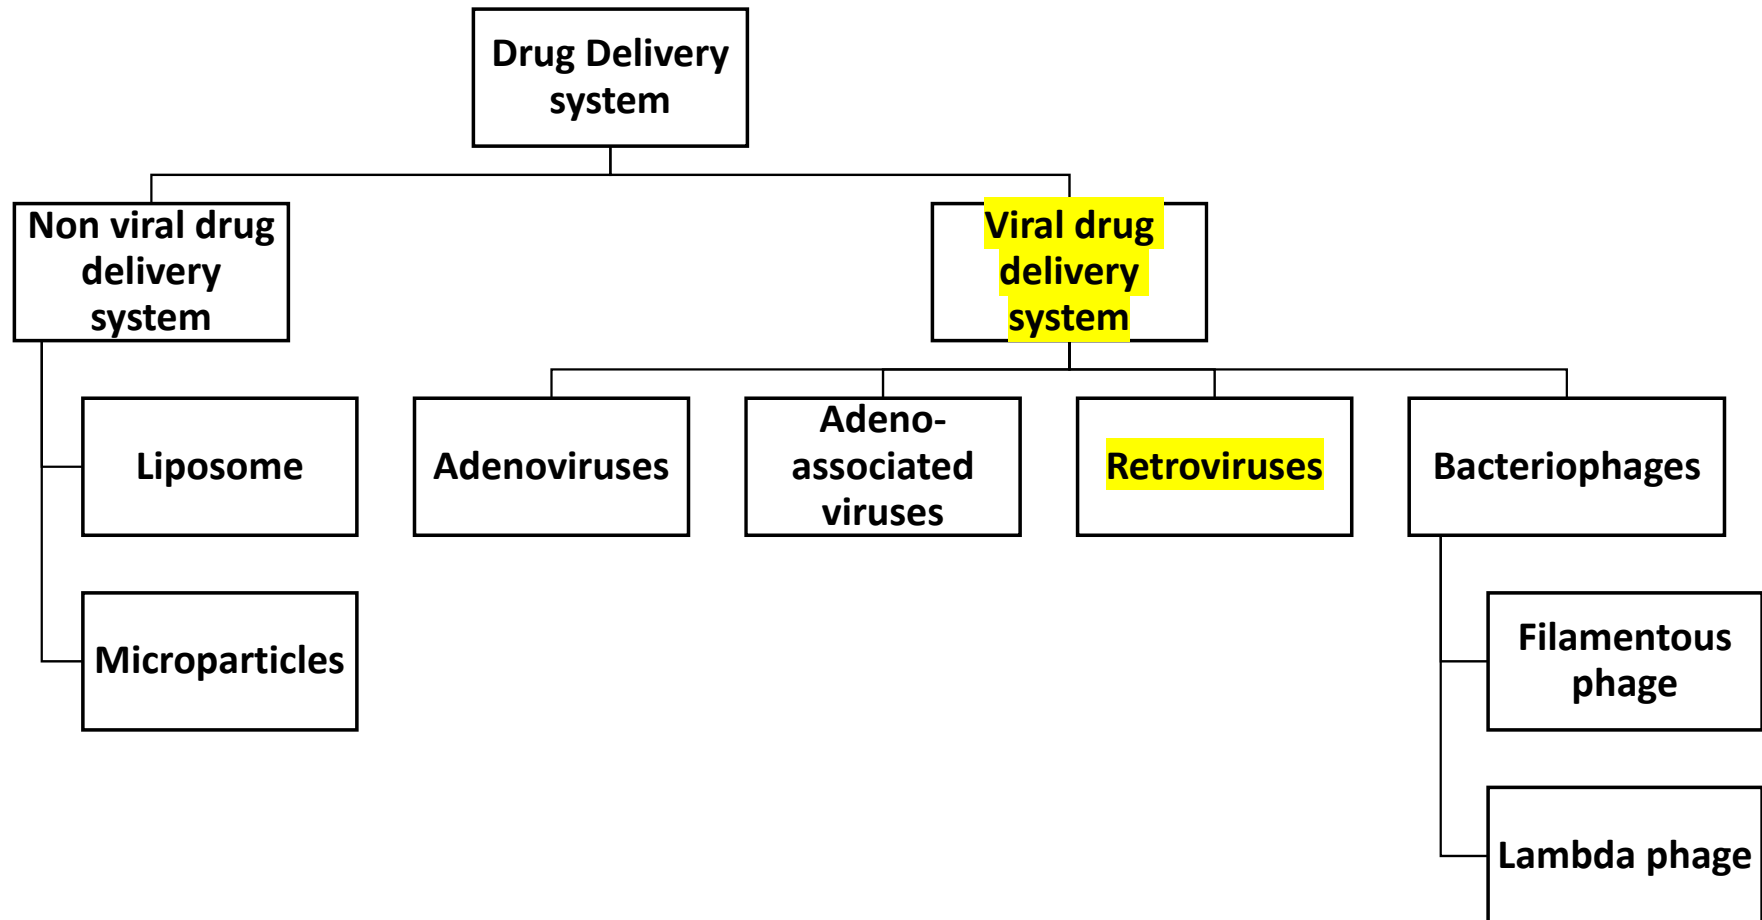 Drug Delivery
system
Non viral drug
delivery
system
Viral drug
delivery
system
Liposome
Adenoviruses
Adeno-
associated
viruses
Retroviruses
Bacteriophages
Microparticles
Filamentous
phage
Lambda phage